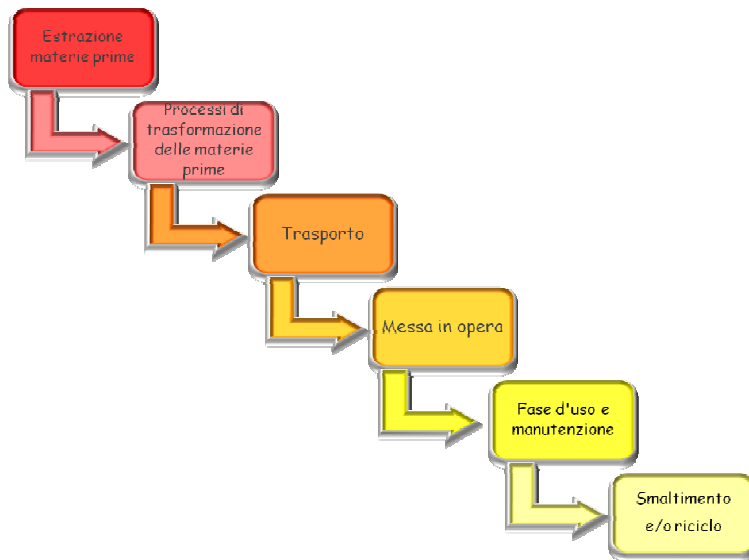 Estrazione
materie prime
Processi di
trasformazione
delle materie
prime
Trasporto
Messa in opera
Fase d'uso e
manutenzione
Smaltimento
e/o riciclo